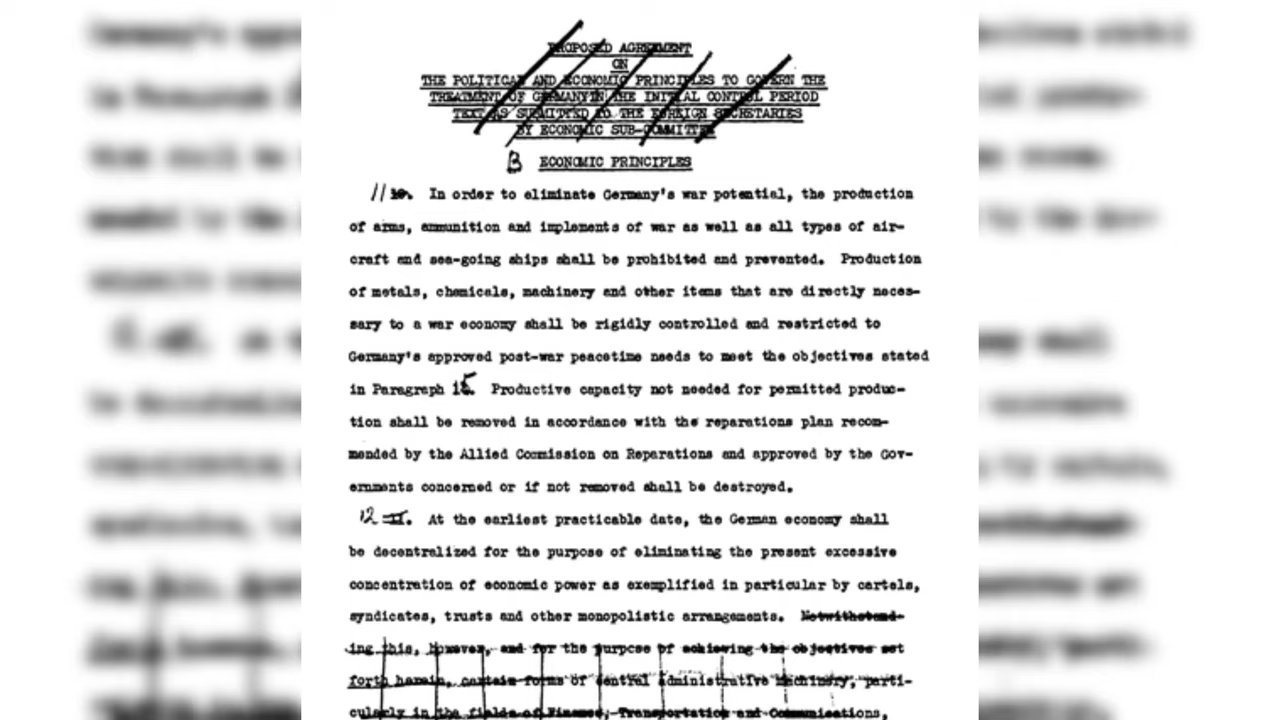 PROPOSED AGREEMENT
ON
THE POLITICAL AND ECONOMIC PRINCIPLES TO GOVERN THE
TREATMENT OF GERMANY IN THE INITIAL CONTROL PERIOD
TEXT AS SUBMITTED TO THE FOREIGN SECRETARIES
BY ECONOMIC SUB-COMMITTEE
B ECONOMIC PRINCIPLES
11 10. In order to eliminate Germany's war potential, the production
of arms, ammunition and implements of war as well as all types of air-
craft and sea-going ships shall be prohibited and prevented. Production
of metals, chemicals, machinery and other items that are directly neces-
sary to a war economy shall be rigidly controlled and restricted to
Germany's approved post-war peacetime needs to meet the objectives stated
in Paragraph 15. Productive capacity not needed for permitted produc-
tion shall be removed in accordance with the reparations plan recom-
mended by the Allied Commission on Reparations and approved by the Gov-
ernments concerned or if not removed shall be destroyed.
12 11. At the earliest practicable date, the German economy shall
be decentralized for the purpose of eliminating the present excessive
concentration of economic power as exemplified in particular by cartels,
syndicates, trusts and other monopolistic arrangements. Notwithstand-
ing this, however, and for the purpose of achieving the objectives set
forth herein, certain forms of central administrative machinery, parti-
cularly in the fields of Finance, Transportation and Communications,